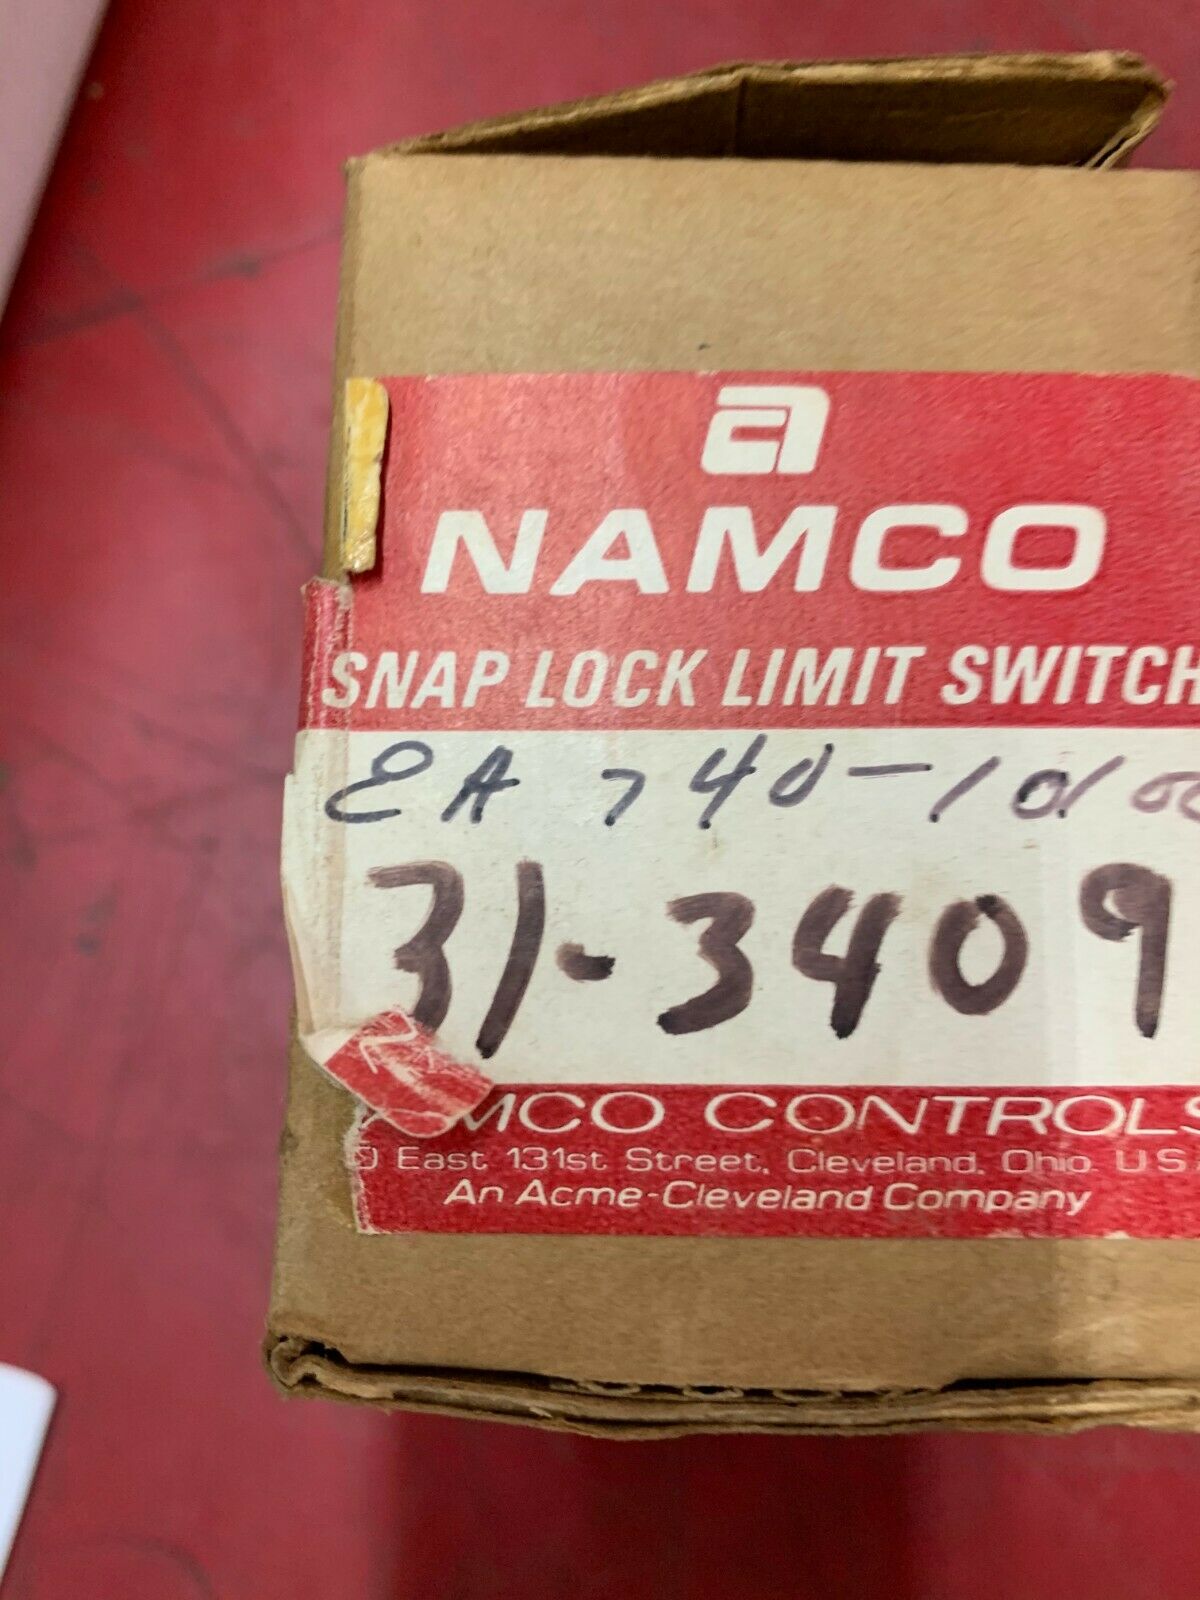 NAMCO
SNAP LOCK LIMIT SWITCH
EA 740-
31-3409
MCO CONTROLS
East 131st Street, Cleveland, Ohio U.S.
An Acme-Cleveland Company